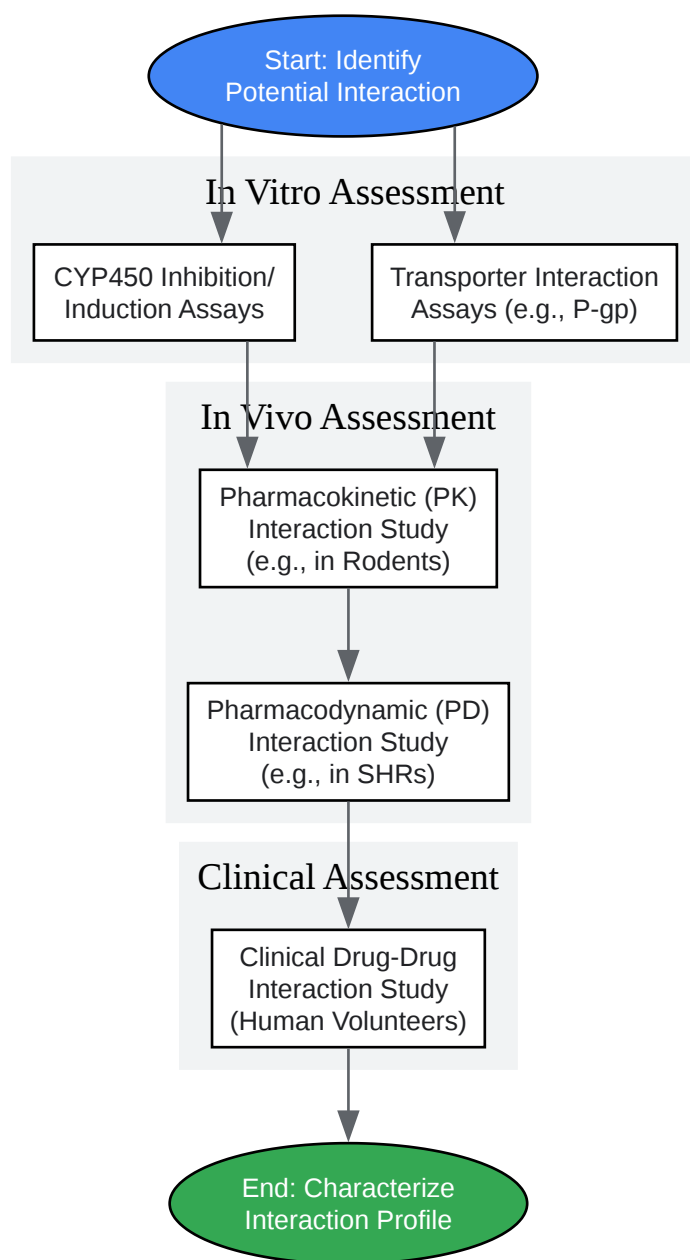 Start: Identify
Potential Interaction
In Vitro Assessment
CYP450 Inhibition/
Induction Assays
Transporter Interaction
Assays (e.g., P-gp)
In Vivo Assessment
Pharmacokinetic (PK)
Interaction Study
(e.g., in Rodents)
Pharmacodynamic (PD)
Interaction Study
(e.g., in SHRs)
Clinical Assessment
Clinical Drug-Drug
Interaction Study
(Human Volunteers)
End: Characterize
Interaction Profile